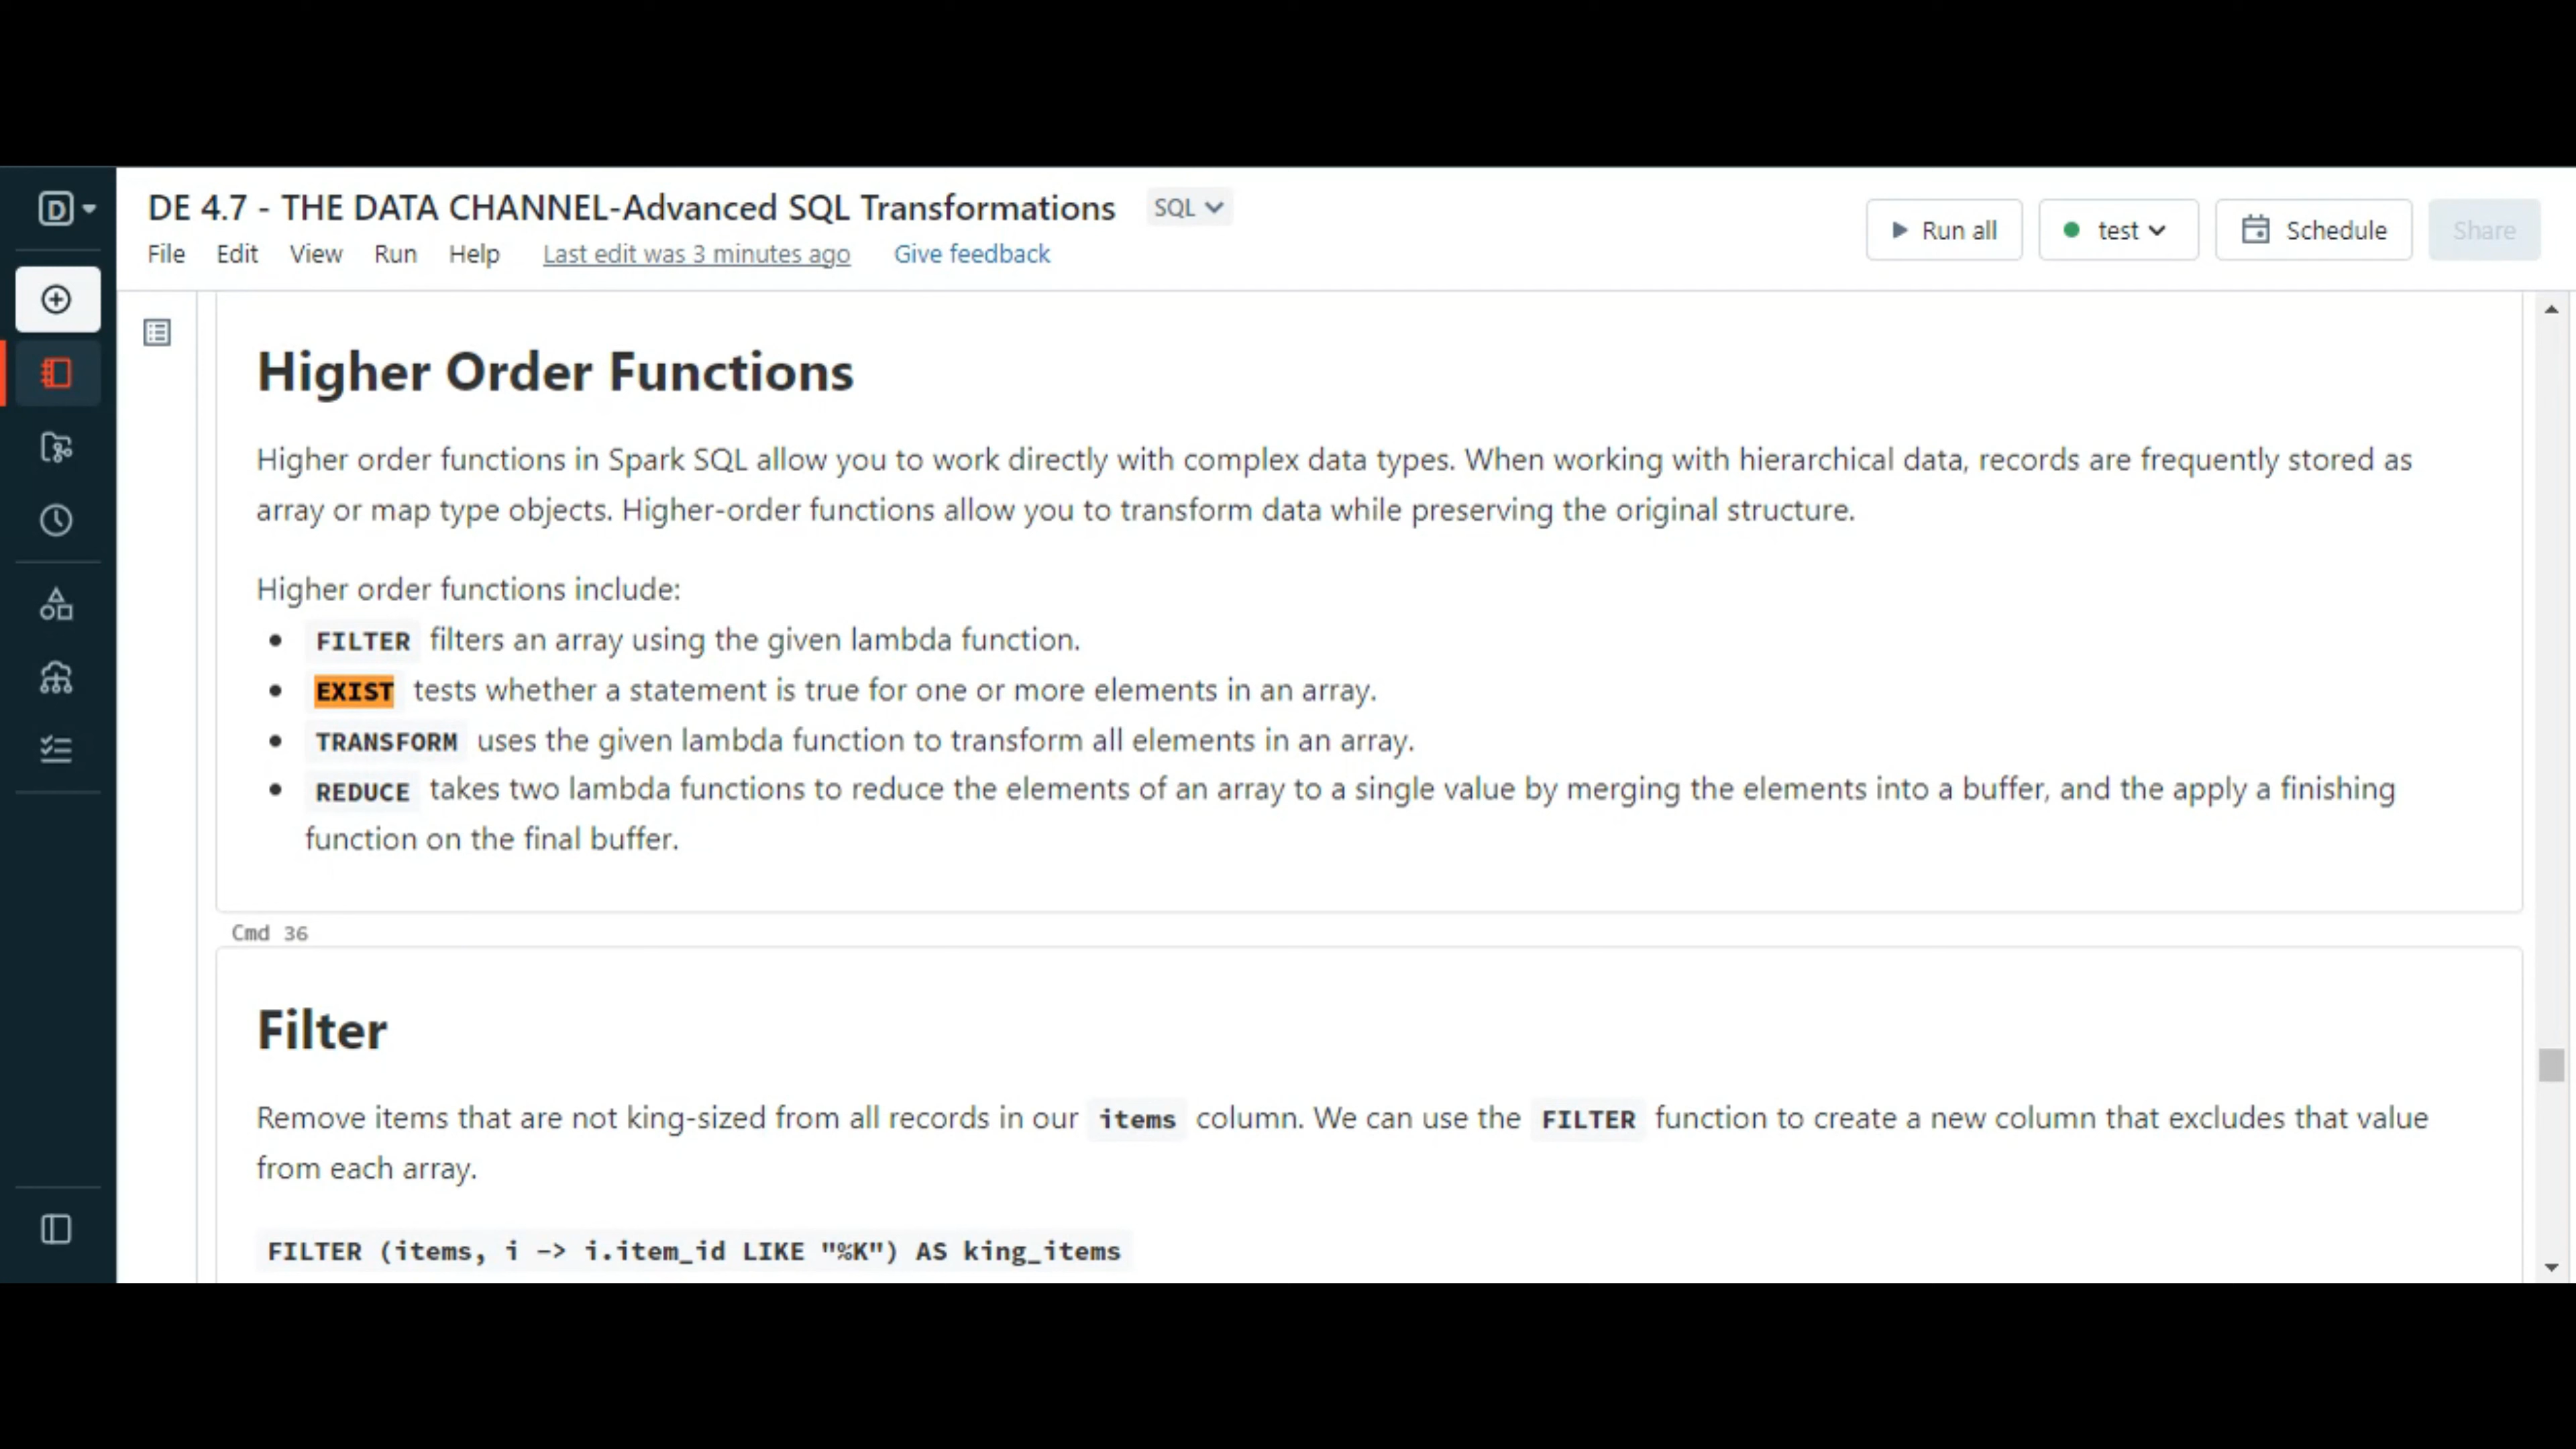 DE 4.7 - THE DATA CHANNEL-Advanced SQL Transformations SQL
File Edit View Run Help Last edit was 3 minutes ago Give feedback
Run all test Schedule Share
Higher Order Functions
Higher order functions in Spark SQL allow you to work directly with complex data types. When working with hierarchical data, records are frequently stored as
array or map type objects. Higher-order functions allow you to transform data while preserving the original structure.
Higher order functions include:
• FILTER filters an array using the given lambda function.
• EXIST tests whether a statement is true for one or more elements in an array.
• TRANSFORM uses the given lambda function to transform all elements in an array.
• REDUCE takes two lambda functions to reduce the elements of an array to a single value by merging the elements into a buffer, and the apply a finishing
function on the final buffer.
Cmd 36
Filter
Remove items that are not king-sized from all records in our items column. We can use the FILTER function to create a new column that excludes that value
from each array.
FILTER (items, i -> i.item_id LIKE "%K") AS king_items